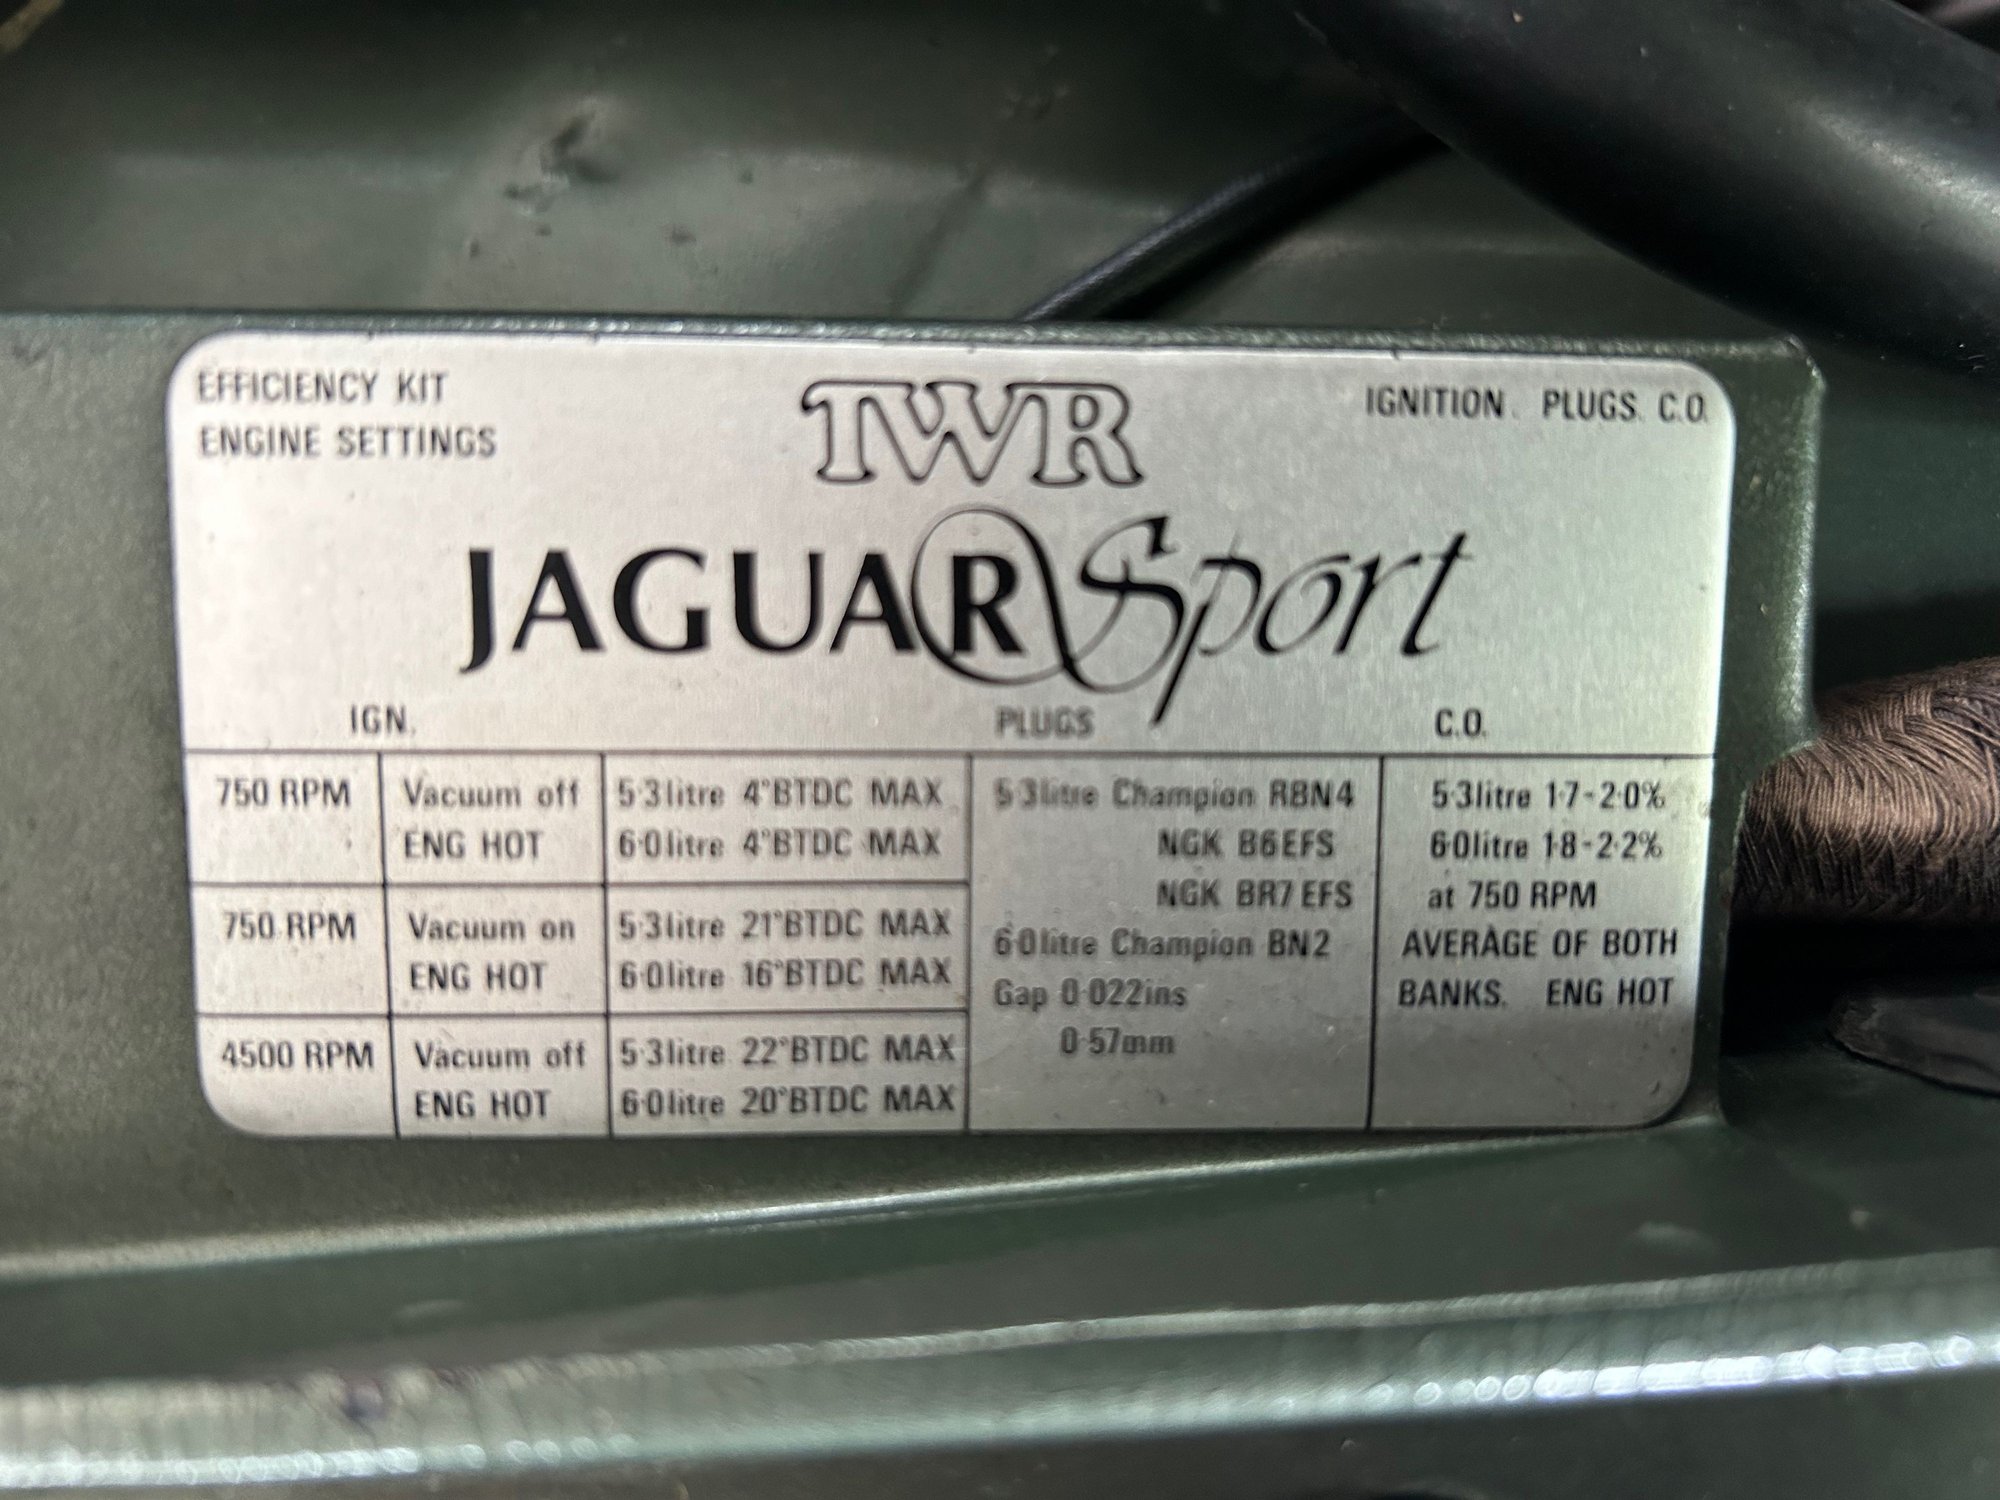 EFFICIENCY KIT
ENGINE SETTINGS
TWR
IGNITION. PLUGS. C.O.
JAGUAR Sport
IGN.
PLUGS
C.O.
750 RPM
Vacuum off
ENG HOT
5·3litre 4°BTDC MAX
6·0litre 4°BTDC MAX
750 RPM
Vacuum on
ENG HOT
5·3litre 21°BTDC MAX
6·0litre 16°BTDC MAX
4500 RPM
Vacuum off
ENG HOT
5·3litre 22°BTDC MAX
6·0litre 20°BTDC MAX
5·3litre Champion RBN4
NGK B6EFS
NGK BR7EFS
6·0litre Champion BN2
Gap 0·022ins
0·57mm
5·3litre 1·7-2·0%
6·0litre 1·8-2·2%
at 750 RPM
AVERAGE OF BOTH
BANKS. ENG HOT